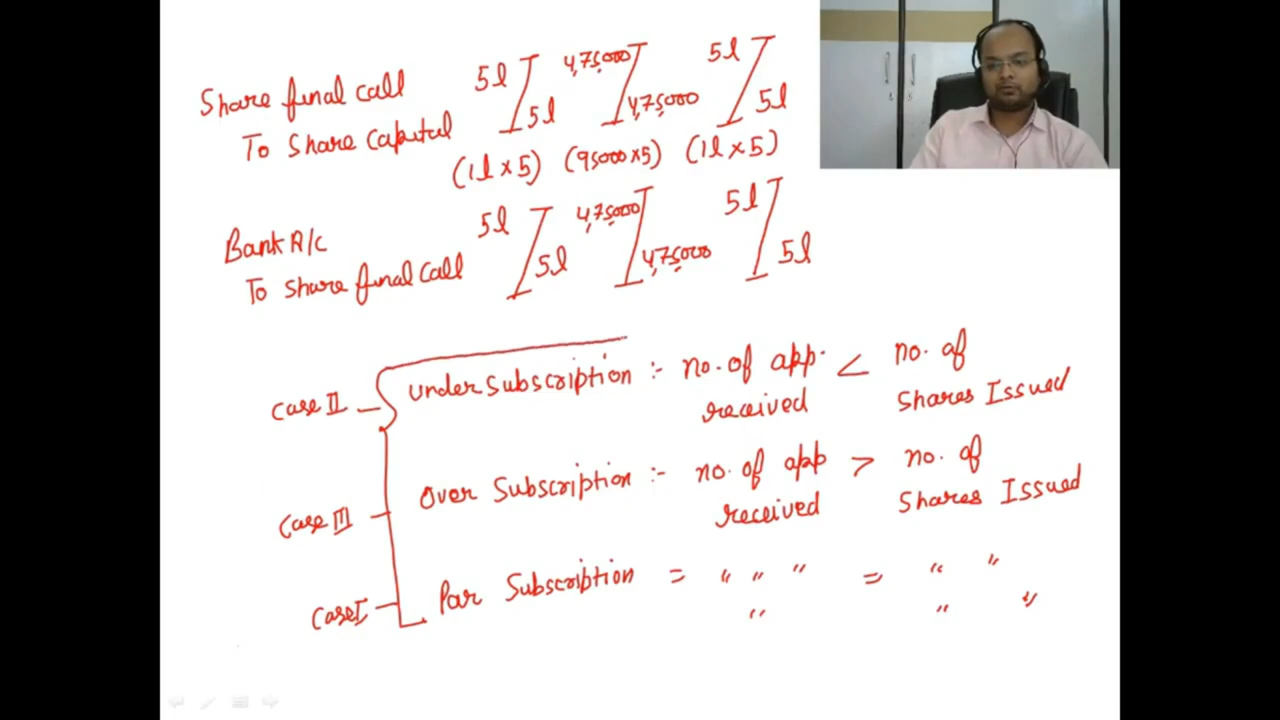 Share final call 5l 5l 4,75,000 4,75,000 5l 5l
To Share Capital
(1l × 5) (95000 × 5) (1l × 5)
Bank A/C 5l 5l 4,75,000 4,75,000 5l 5l
To Share final Call
Case II under Subscription :- no. of app. received < no. of Shares Issued
Case III Over Subscription :- no. of app received > no. of Shares Issued
Case I Par Subscription = " " " " = " " " "